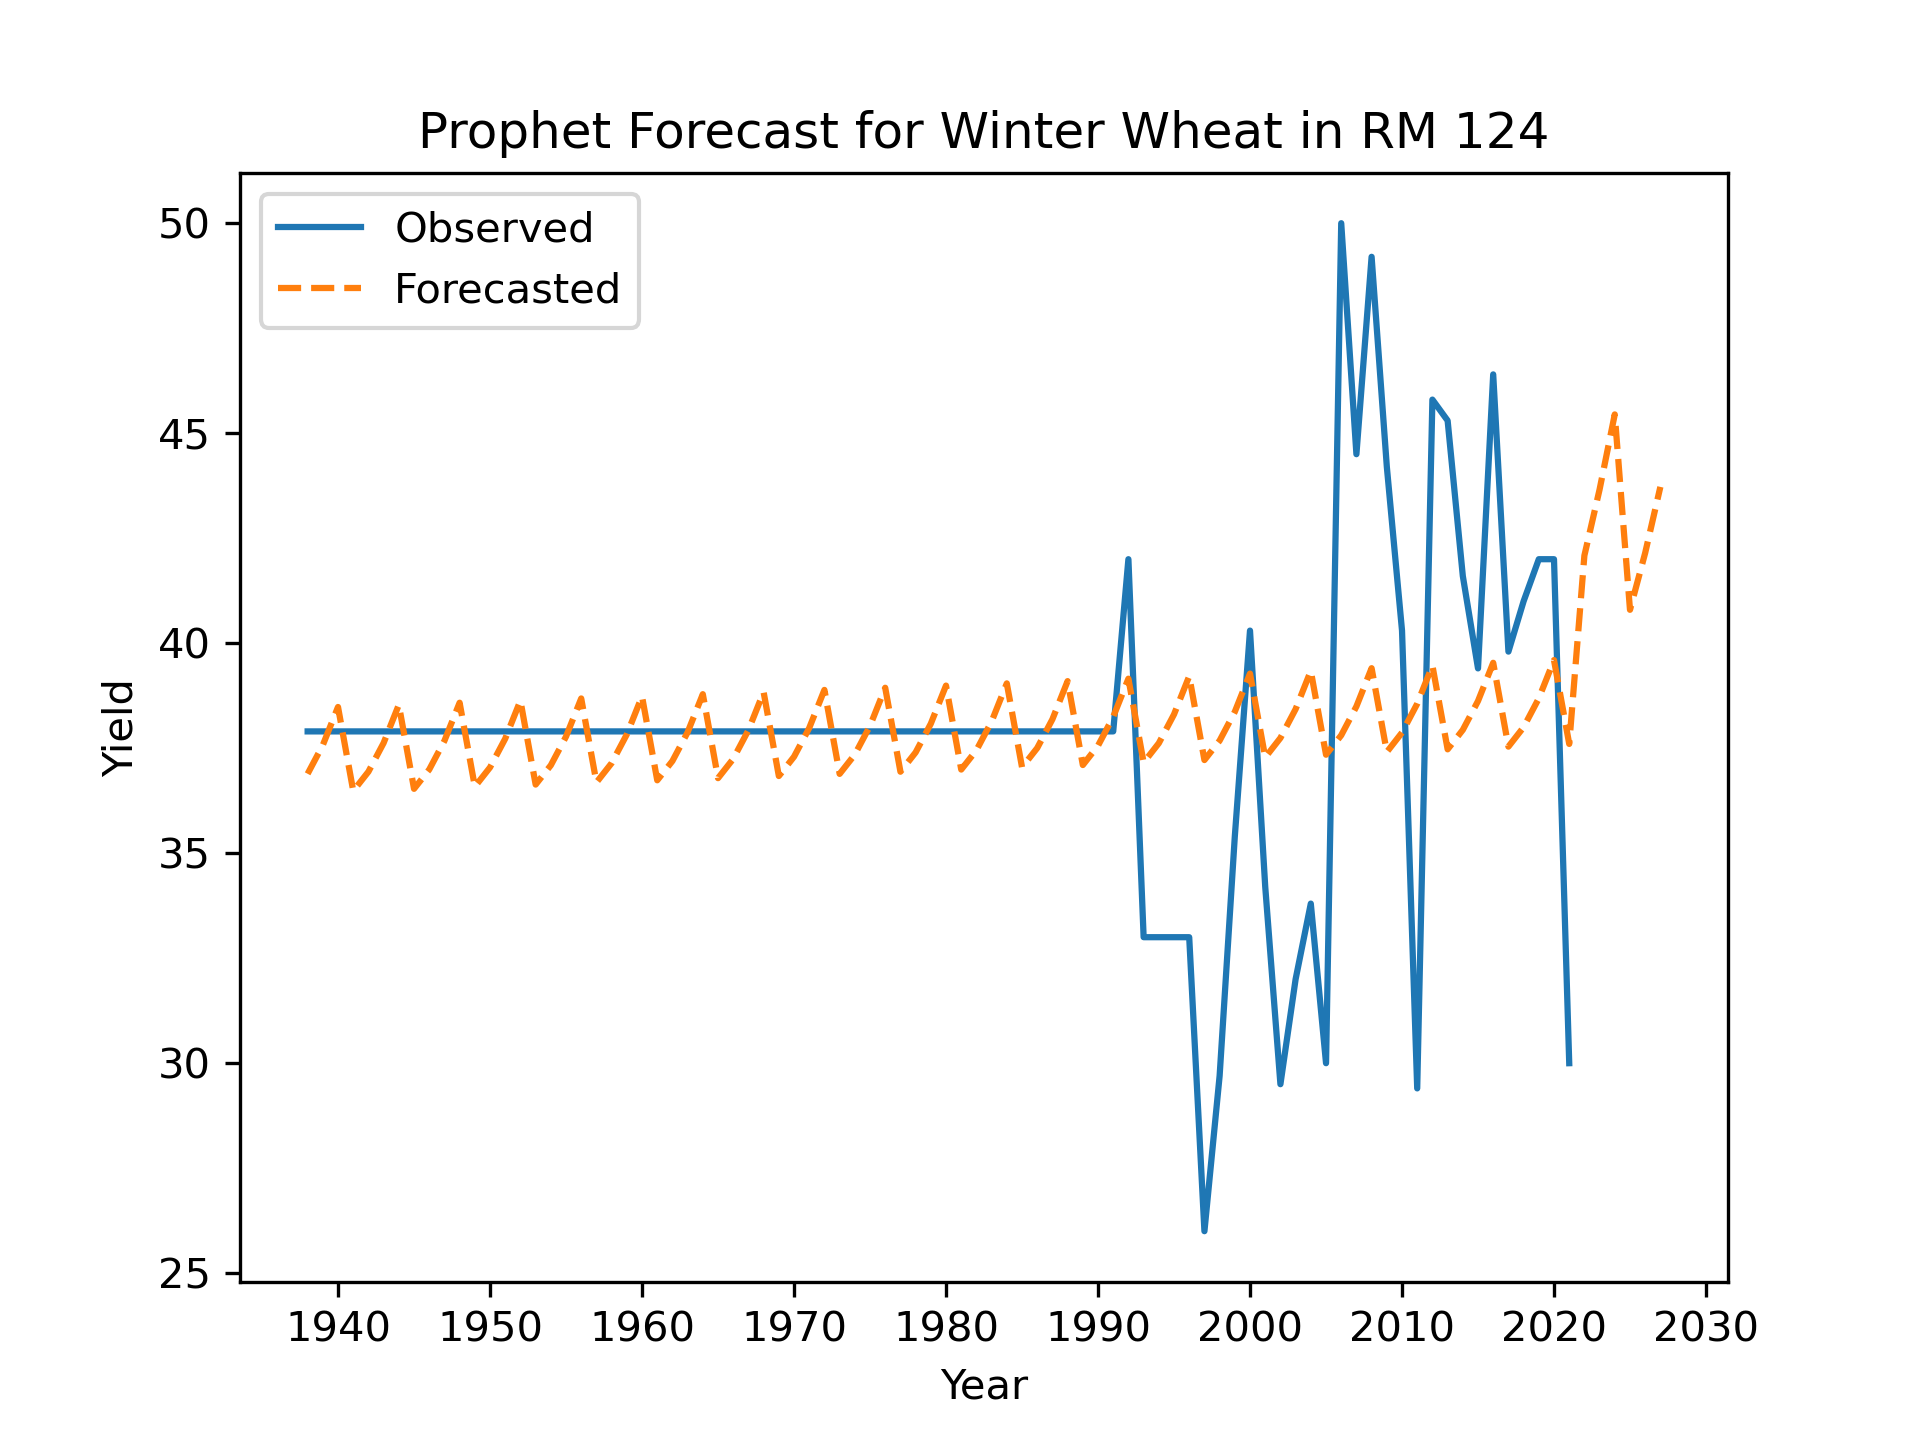 Prophet Forecast for Winter Wheat in RM 124
Observed
Forecasted
50
45
40
35
30
25
Yield
1940 1950 1960 1970 1980 1990 2000 2010 2020 2030
Year